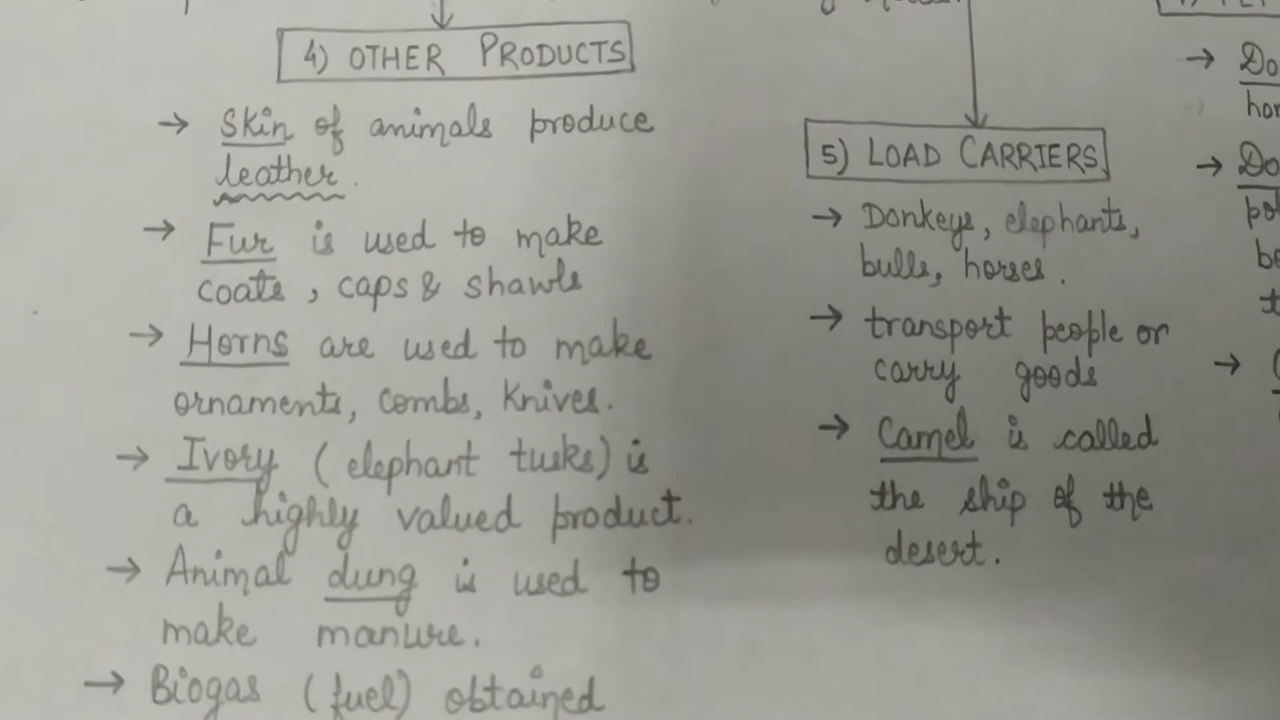 4) OTHER PRODUCTS
→ Skin of animals produce
leather.
→ Fur is used to make
coats, caps & shawls
→ Horns are used to make
ornaments, combs, knives.
→ Ivory (elephant tusks) is
a highly valued product.
→ Animal dung is used to
make manure.
→ Biogas (fuel) obtained
5) LOAD CARRIERS
→ Donkeys, elephants,
bulls, horses.
→ transport people or
carry goods
→ Camel is called
the ship of the
desert.